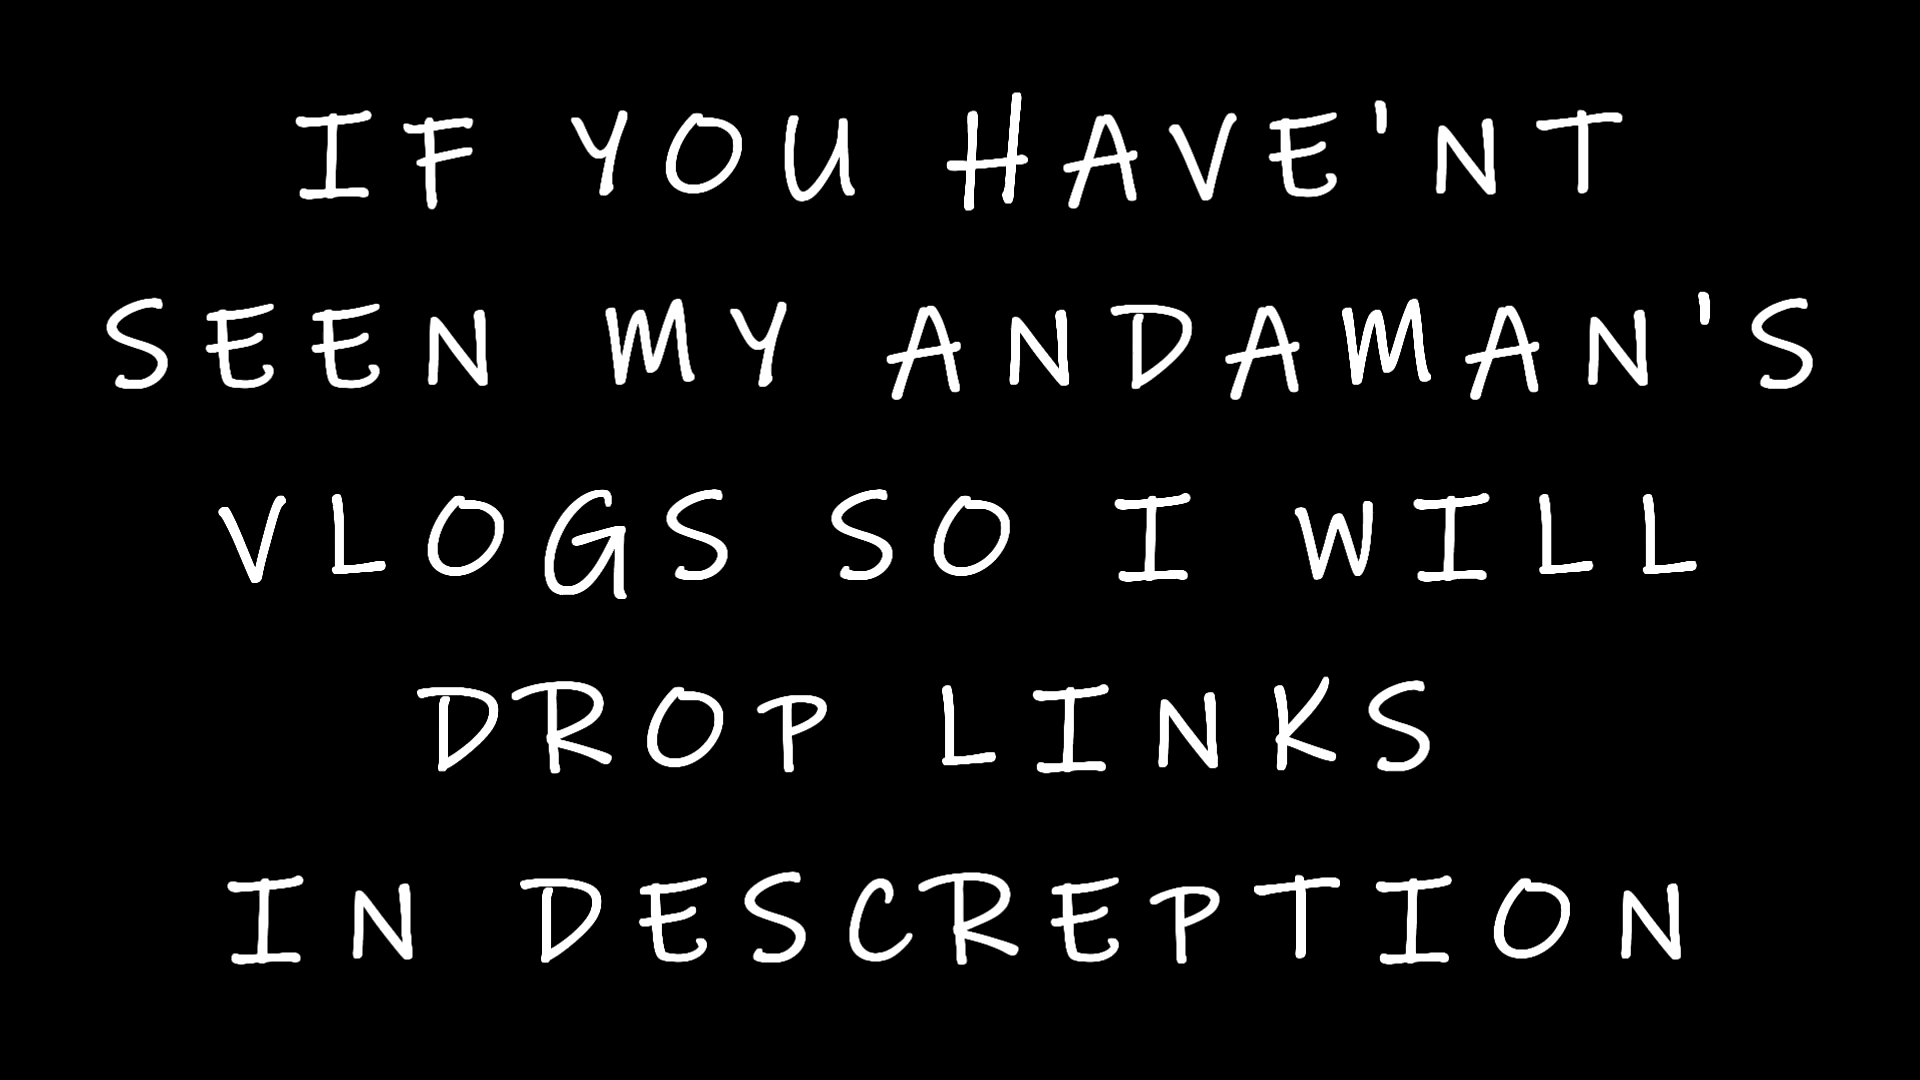 IF YOU HAVE'NT
SEEN MY ANDAMAN'S
VLOGS SO I WILL
DROP LINKS
IN DESCREPTION